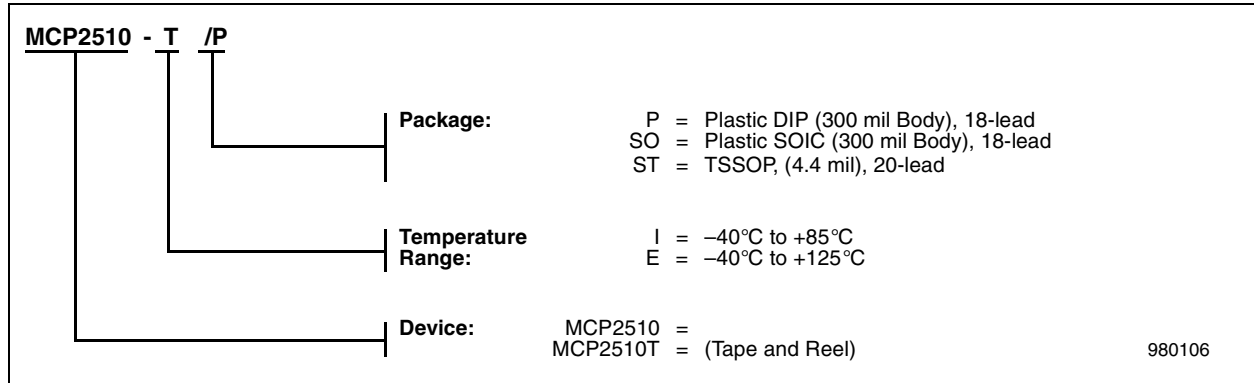 MCP2510 - T /P
Package: P = Plastic DIP (300 mil Body), 18-lead
SO = Plastic SOIC (300 mil Body), 18-lead
ST = TSSOP, (4.4 mil), 20-lead
Temperature I = –40°C to +85°C
Range: E = –40°C to +125°C
Device: MCP2510 =
MCP2510T = (Tape and Reel) 980106